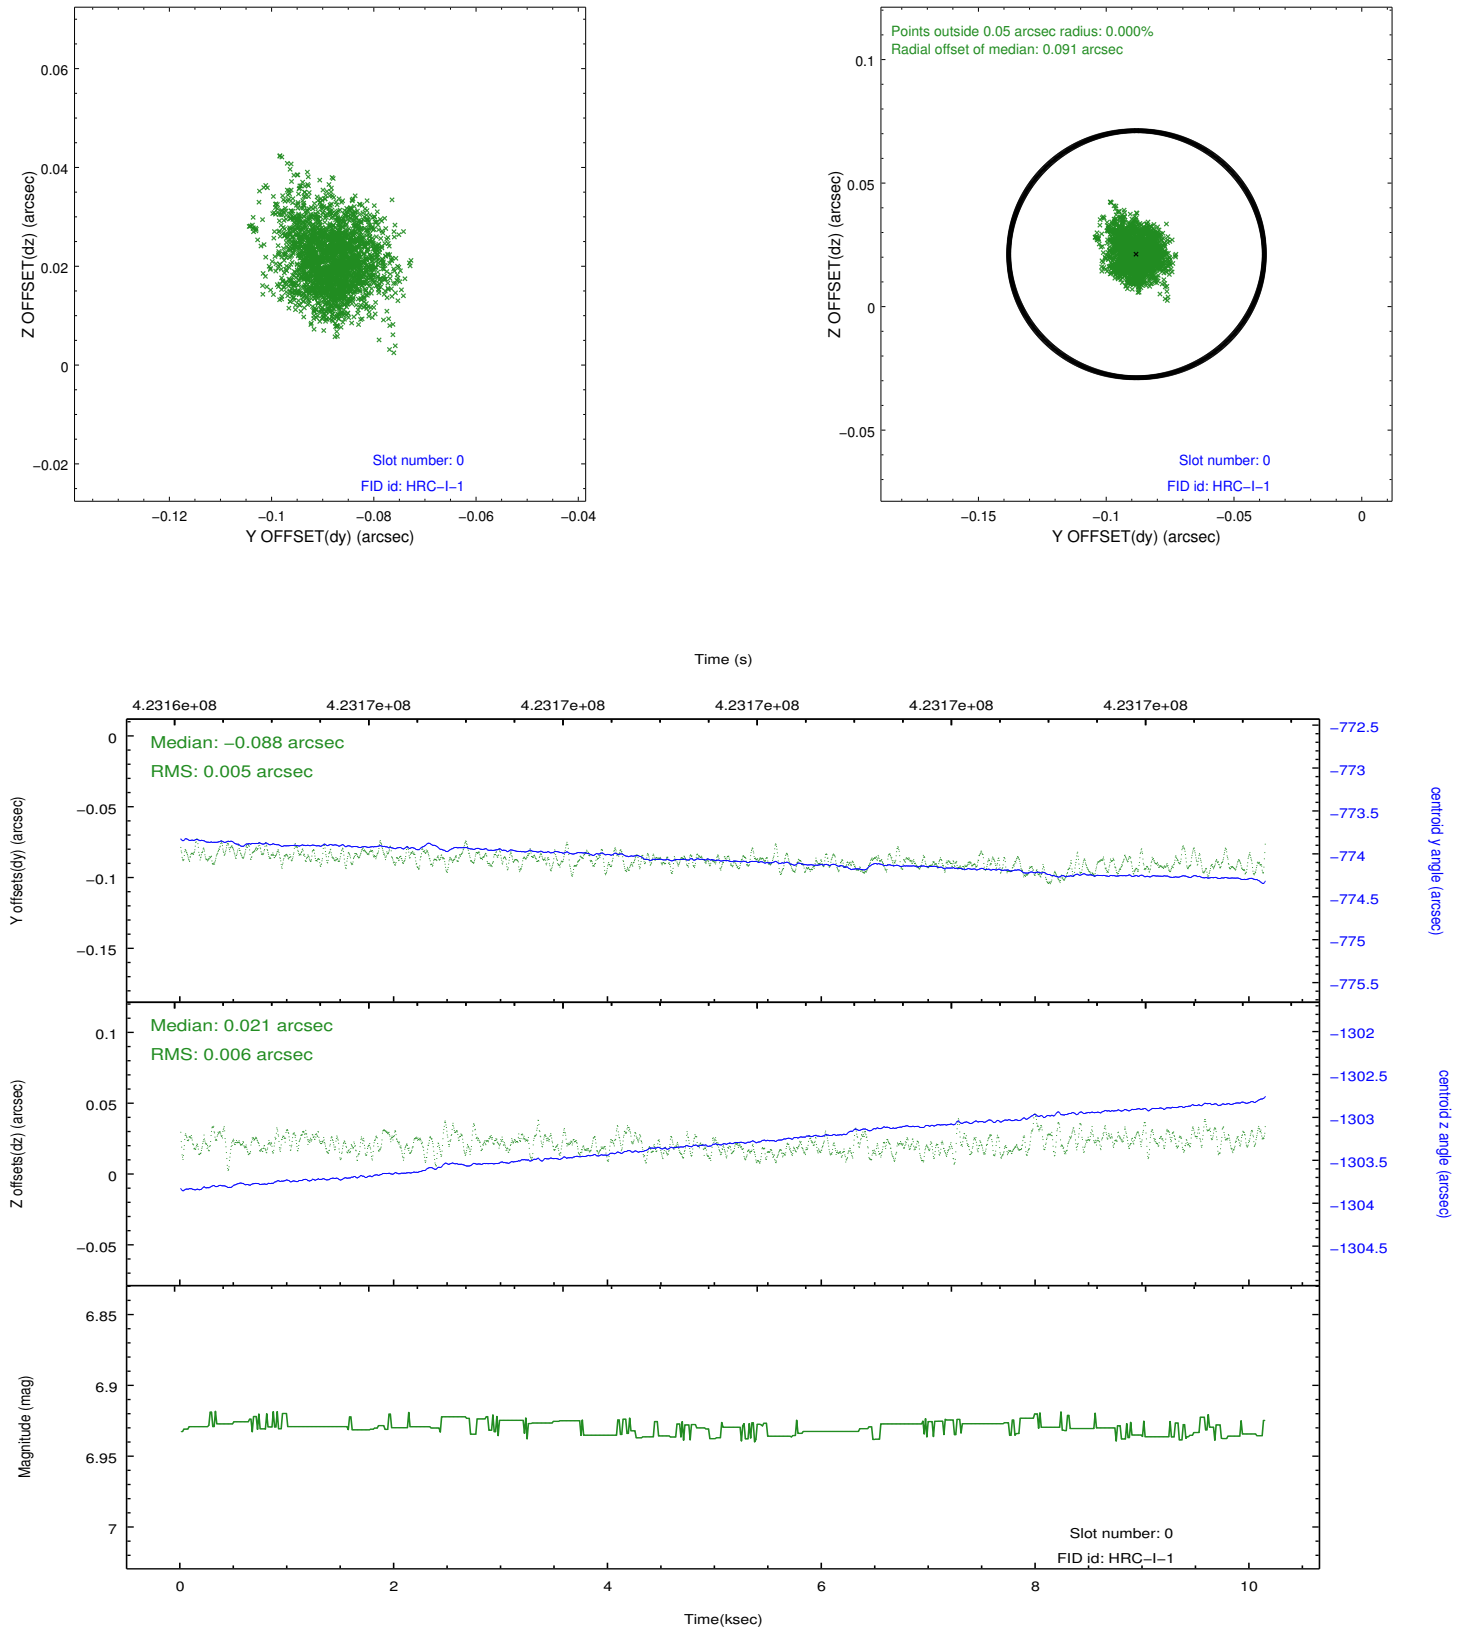 0.06
0.04
0.02
0
−0.02
Z OFFSET(dz) (arcsec)
Slot number: 0
FID id: HRC−I−1
−0.12
−0.1
−0.08
−0.06
−0.04
Y OFFSET(dy) (arcsec)
Points outside 0.05 arcsec radius: 0.000%
Radial offset of median: 0.091 arcsec
0.1
0.05
0
−0.05
Z OFFSET(dz) (arcsec)
Slot number: 0
FID id: HRC−I−1
−0.15
−0.1
−0.05
0
Y OFFSET(dy) (arcsec)
Time (s)
4.2316e+08
4.2317e+08
4.2317e+08
4.2317e+08
4.2317e+08
4.2317e+08
Median: −0.088 arcsec
RMS: 0.005 arcsec
0
−0.05
−0.1
−0.15
Y offsets(dy) (arcsec)
−772.5
−773
−773.5
−774
−774.5
−775
−775.5
centroid y angle (arcsec)
Median: 0.021 arcsec
RMS: 0.006 arcsec
0.1
0.05
0
−0.05
Z offsets(dz) (arcsec)
−1302
−1302.5
−1303
−1303.5
−1304
−1304.5
centroid z angle (arcsec)
6.85
6.9
6.95
7
Magnitude (mag)
Slot number: 0
FID id: HRC−I−1
0
2
4
6
8
10
Time(ksec)